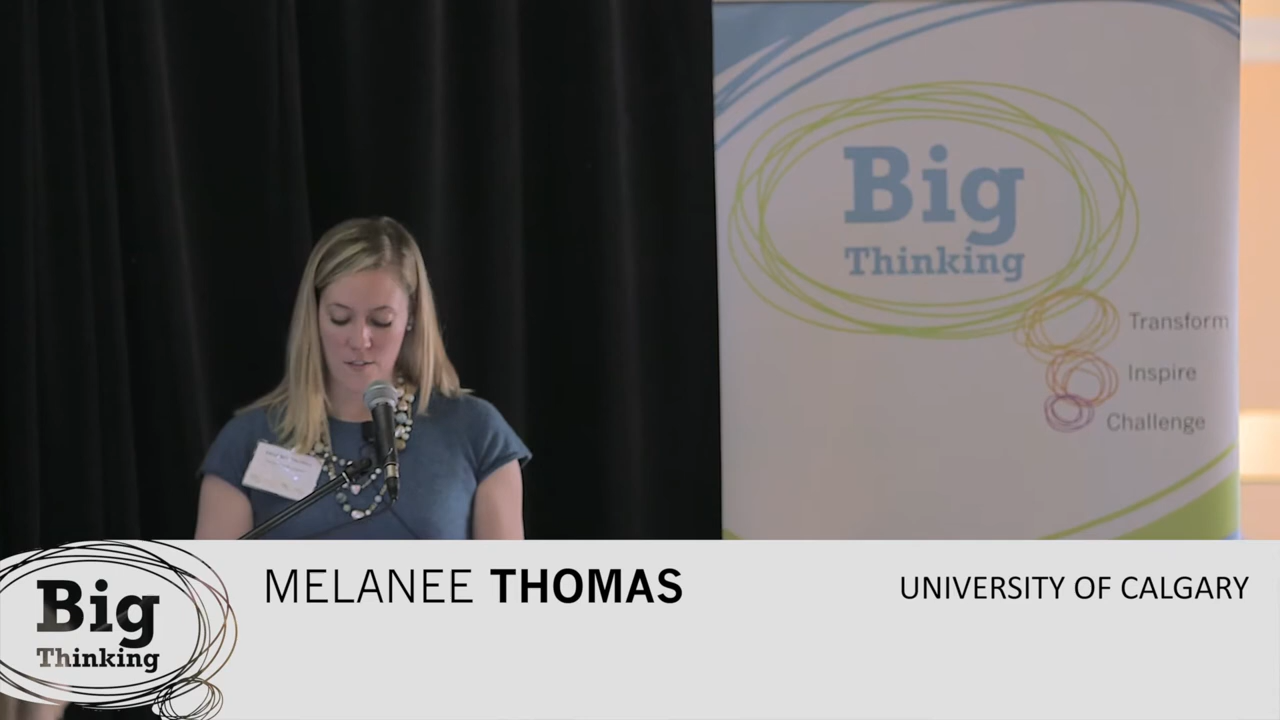 Big
Thinking
Transform
Inspire
Challenge
Big
Thinking
MELANEE THOMAS
UNIVERSITY OF CALGARY